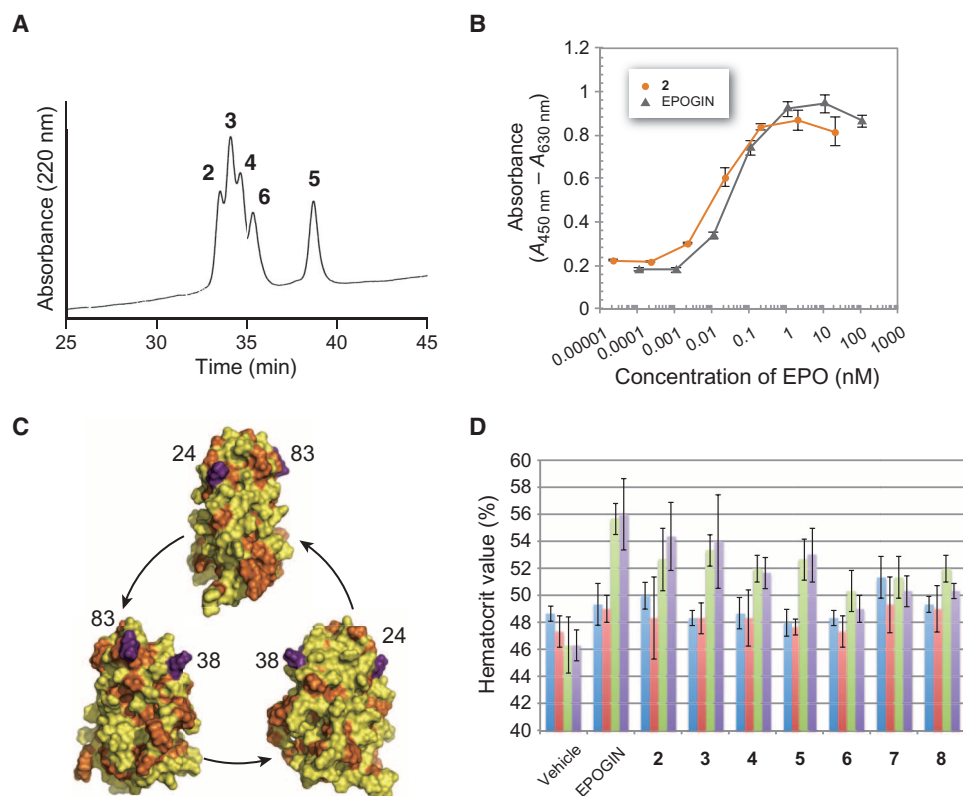 A
Absorbance (220 nm)
2
3
4
6
5
25 30 35 40 45
Time (min)
B
Absorbance
(A450 nm – A630 nm)
1.2
1
0.8
0.6
0.4
0.2
0
2
EPOGIN
0.00001 0.0001 0.001 0.01 0.1 1 10 100 1000
Concentration of EPO (nM)
C
24 83
83 38
38 24
D
Hematocrit value (%)
60
58
56
54
52
50
48
46
44
42
40
Vehicle EPOGIN 2 3 4 5 6 7 8